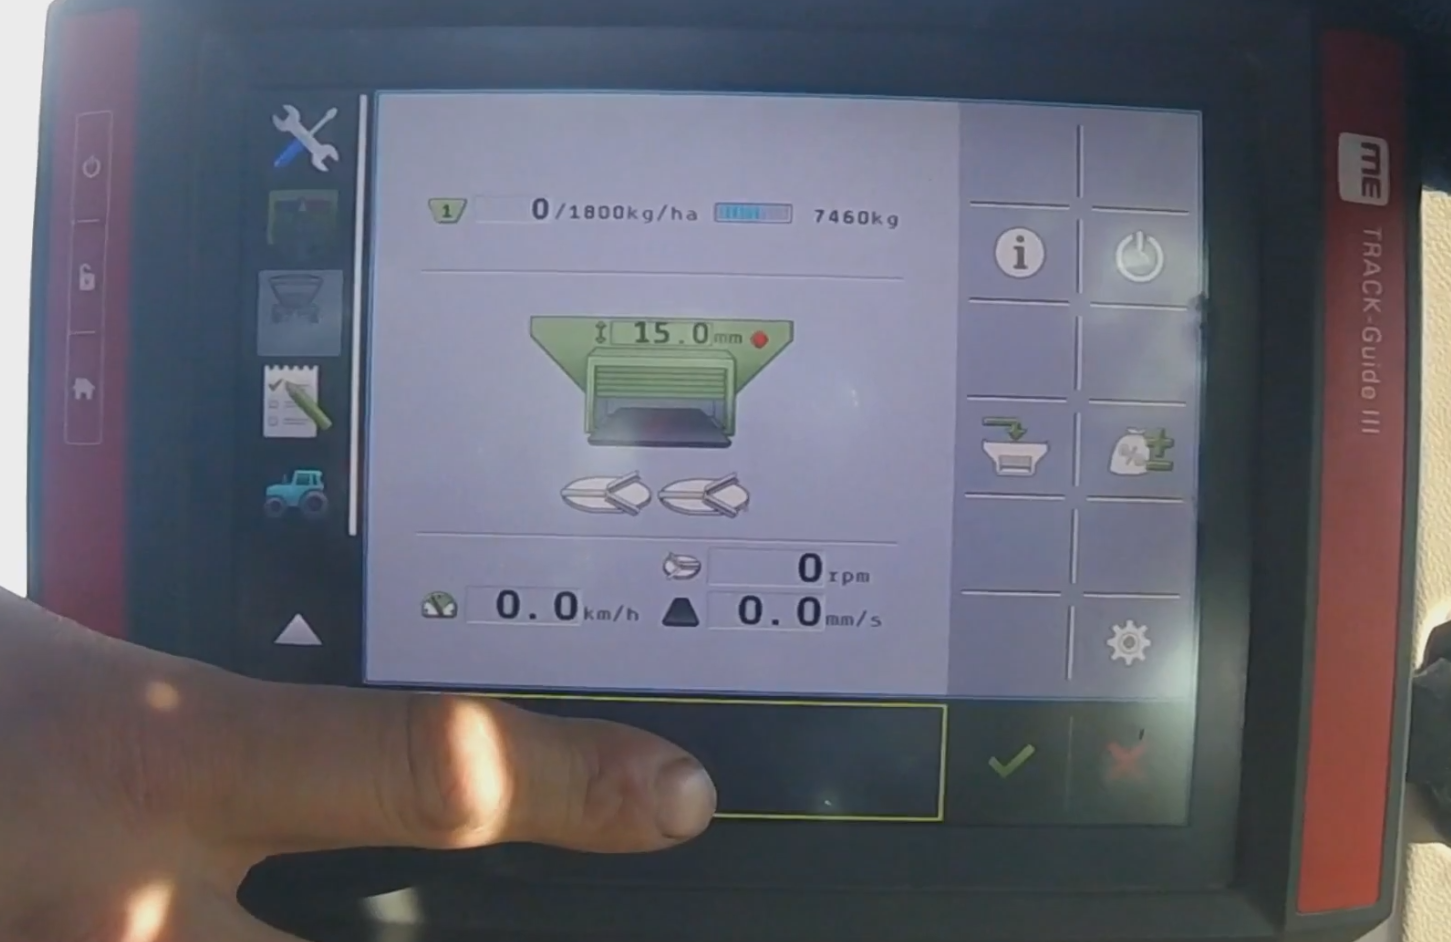 1 0/1800kg/ha 7460kg
15.0mm
0rpm
0.0km/h 0.0mm/s
%
i
ME
TRACK-Guide III